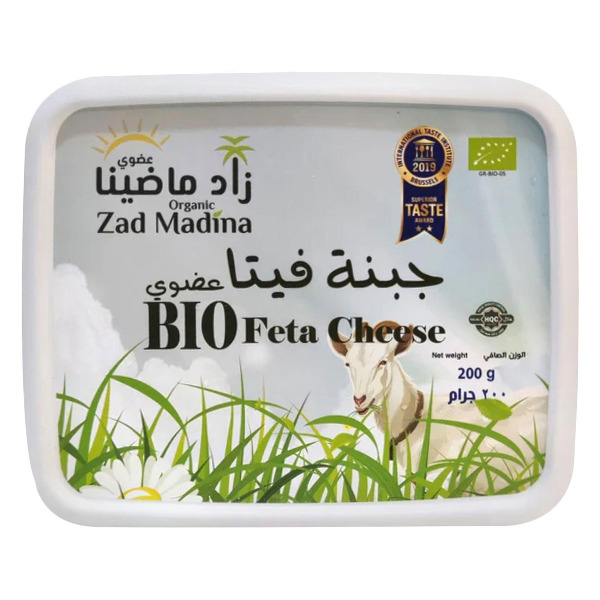 عضوي
زاد ماضينا
Organic
Zad Madina
INTERNATIONAL TASTE INSTITUTE
2019
BRUSSELS
SUPERIOR
TASTE
AWARD
GR-BIO-05
جبنة فيتا عضوي
BIO Feta Cheese
HQC
حلال
Net weight الوزن الصافي
200 g
٢٠٠ جرام